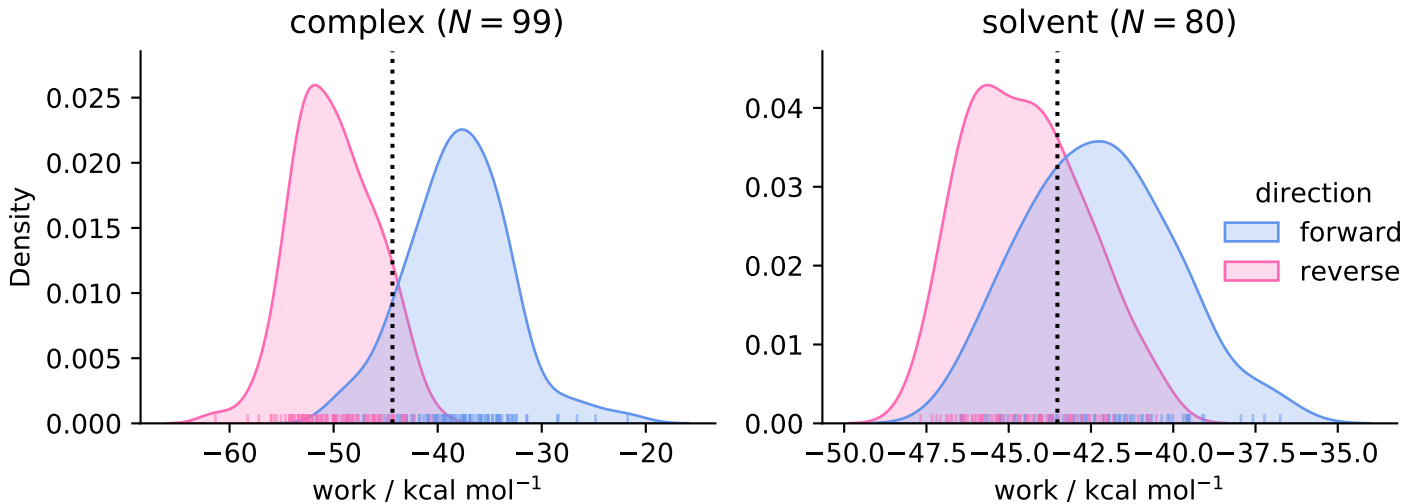 complex (N = 99)
Density
0.025
0.020
0.015
0.010
0.005
0.000
−60
−50
−40
−30
−20
work / kcal mol⁻¹
solvent (N = 80)
0.04
0.03
0.02
0.01
0.00
−50.0
−47.5
−45.0
−42.5
−40.0
−37.5
−35.0
work / kcal mol⁻¹
direction
forward
reverse